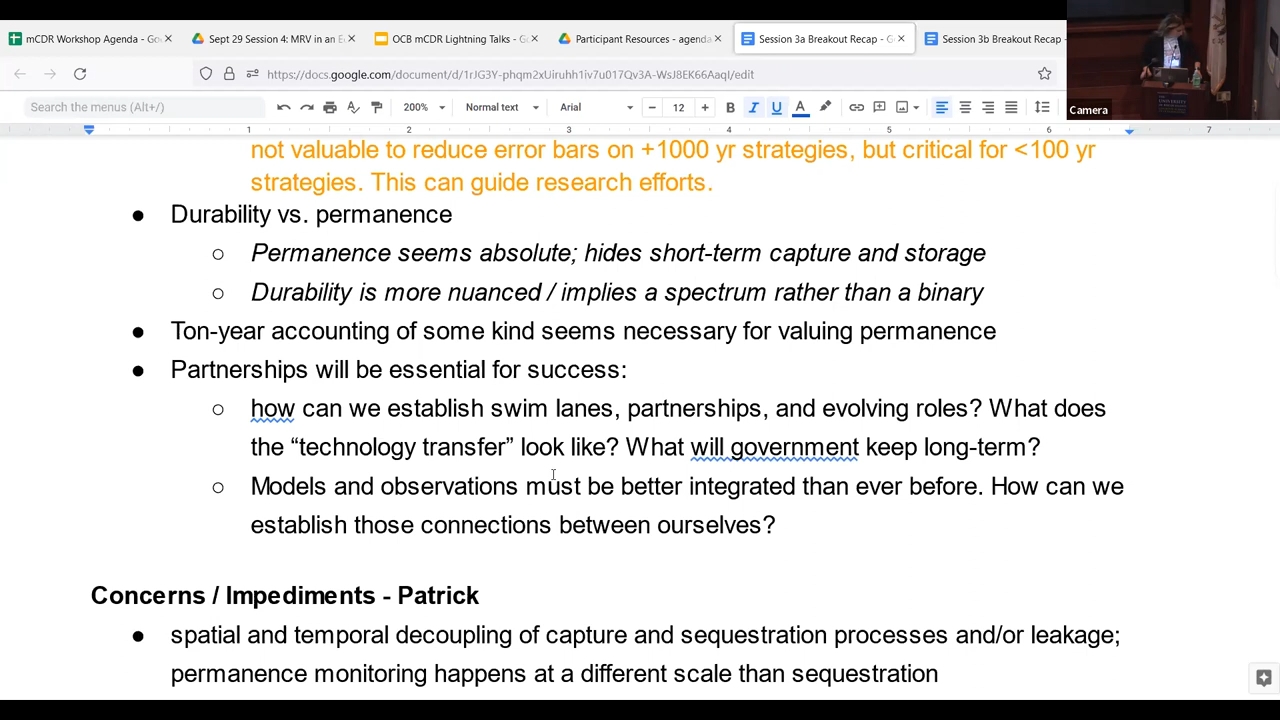 mCDR Workshop Agenda - Go
Sept 29 Session 4: MRV in an E
OCB mCDR Lightning Talks - G
Participant Resources - agenda
Session 3a Breakout Recap - G
Session 3b Breakout Recap -
https://docs.google.com/document/d/1rJG3Y-phqm2xUiruhh1iv7u017Qv3A-WsJ8EK66AaqI/edit
Camera
Search the menus (Alt+/)
200%
Normal text
Arial
12
B I U A
1 2 3 4 5 6 7
not valuable to reduce error bars on +1000 yr strategies, but critical for <100 yr
strategies. This can guide research efforts.
● Durability vs. permanence
○ Permanence seems absolute; hides short-term capture and storage
○ Durability is more nuanced / implies a spectrum rather than a binary
● Ton-year accounting of some kind seems necessary for valuing permanence
● Partnerships will be essential for success:
○ how can we establish swim lanes, partnerships, and evolving roles? What does
the “technology transfer” look like? What will government keep long-term?
○ Models and observations must be better integrated than ever before. How can we
establish those connections between ourselves?
Concerns / Impediments - Patrick
● spatial and temporal decoupling of capture and sequestration processes and/or leakage;
permanence monitoring happens at a different scale than sequestration